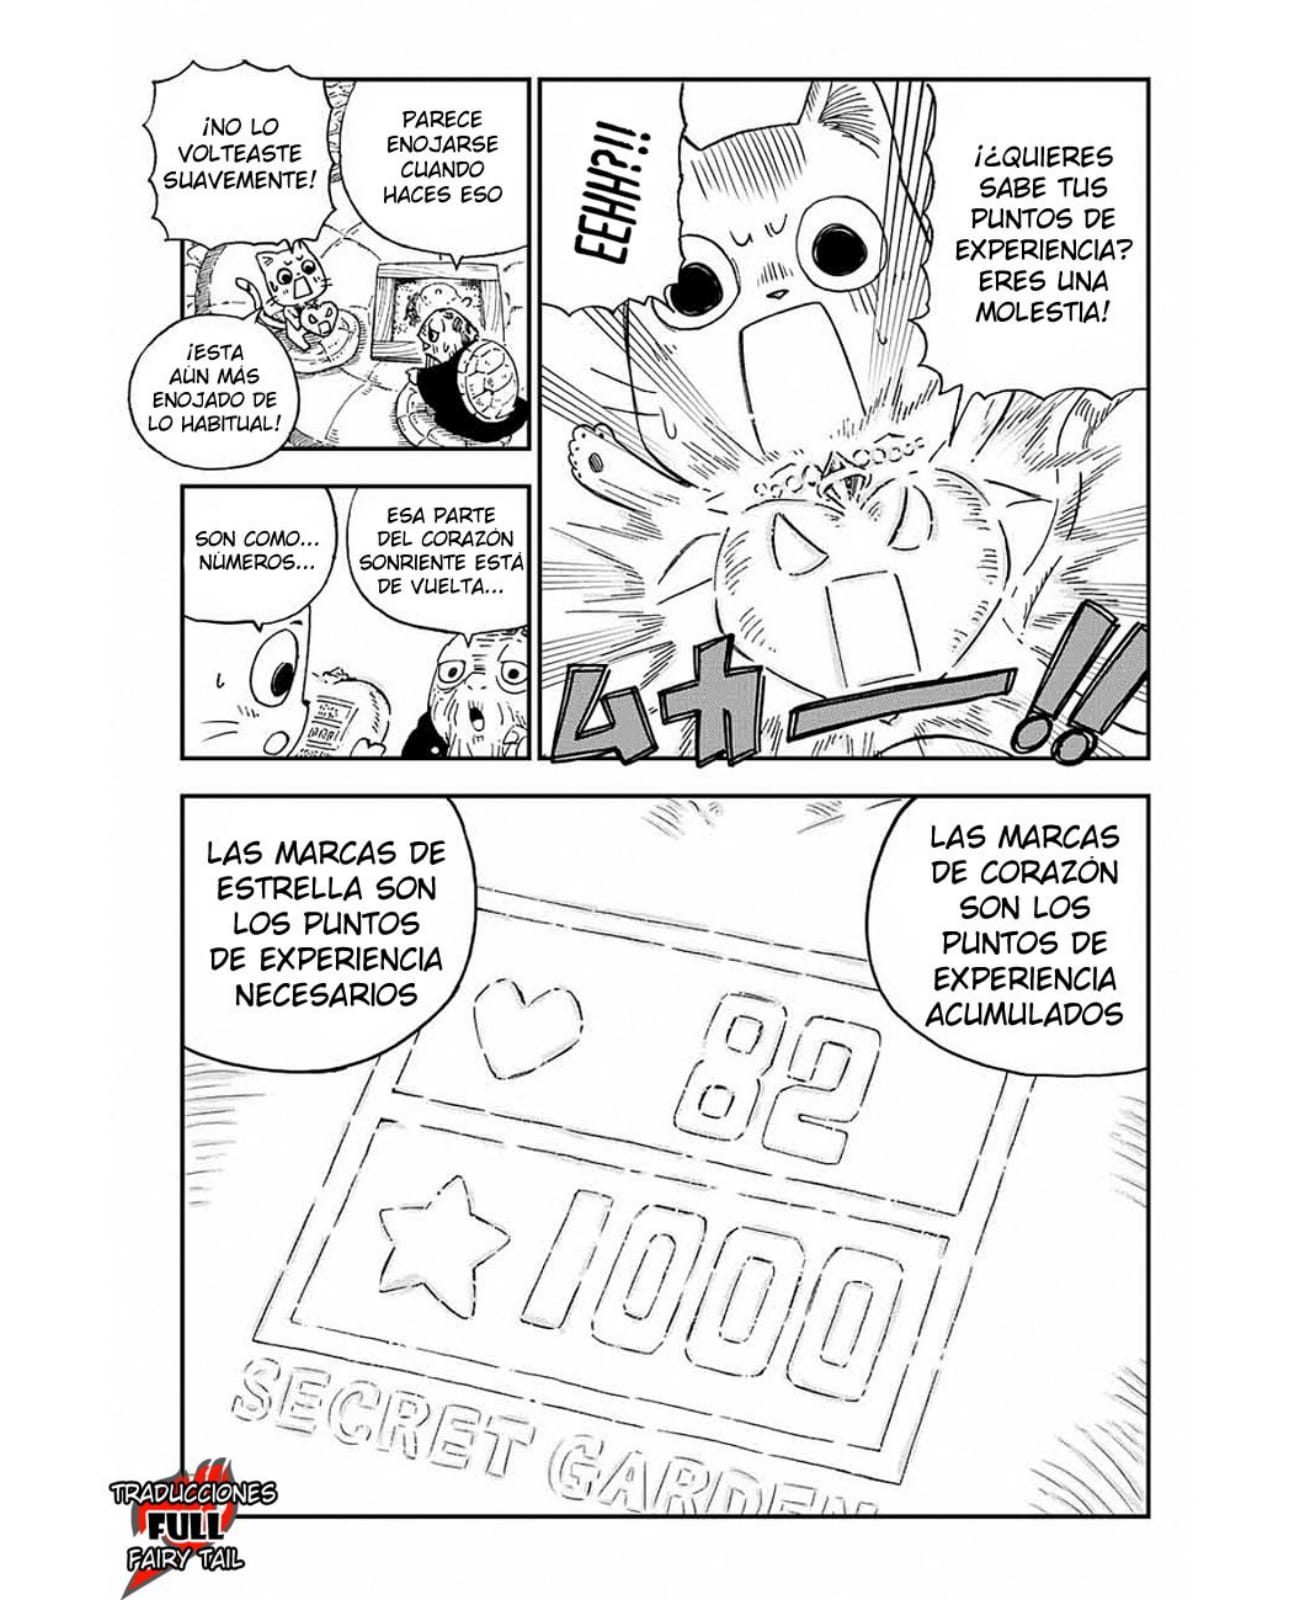 ¡¿QUIERES
SABE TUS
PUNTOS DE
EXPERIENCIA?
ERES UNA
MOLESTIA!
EEHH?!!
ムカー!!
PARECE
ENOJARSE
CUANDO
HACES ESO
¡NO LO
VOLTEASTE
SUAVEMENTE!
¡ESTA
AÚN MÁS
ENOJADO DE
LO HABITUAL!
ESA PARTE
DEL CORAZÓN
SONRIENTE ESTÁ
DE VUELTA...
SON COMO...
NÚMEROS...
LAS MARCAS
DE CORAZÓN
SON LOS
PUNTOS DE
EXPERIENCIA
ACUMULADOS
LAS MARCAS DE
ESTRELLA SON
LOS PUNTOS
DE EXPERIENCIA
NECESARIOS
82
1000
SECRET GARDEN
TRADUCCIONES
FULL
FAIRY TAIL